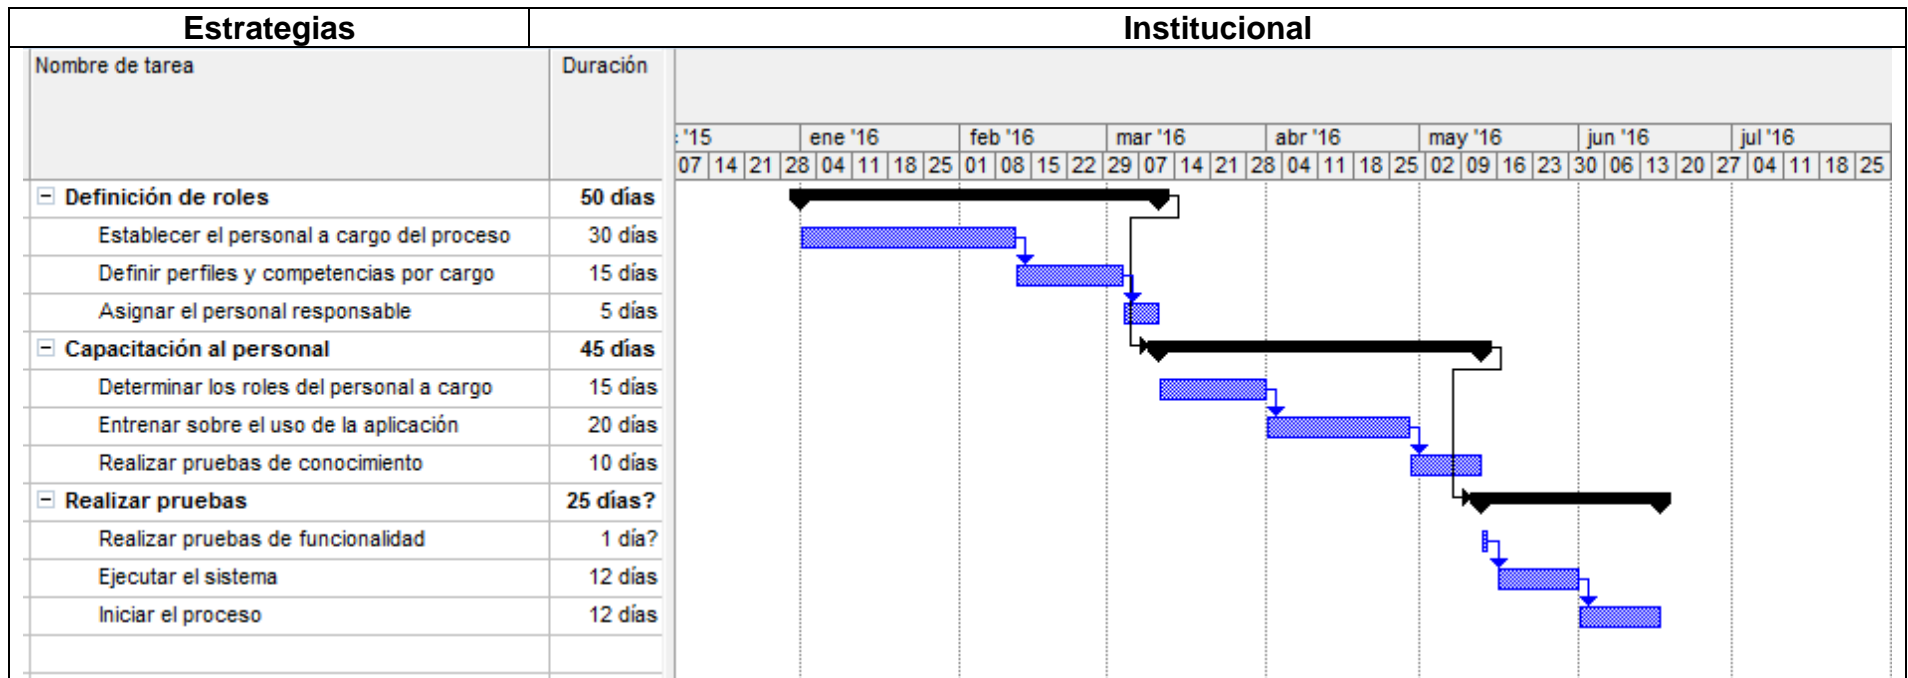 Estrategias Institucional
Nombre de tarea Duración
'15 ene '16 feb '16 mar '16 abr '16 may '16 jun '16 jul '16
07 14 21 28 04 11 18 25 01 08 15 22 29 07 14 21 28 04 11 18 25 02 09 16 23 30 06 13 20 27 04 11 18 25
Definición de roles 50 días
Establecer el personal a cargo del proceso 30 días
Definir perfiles y competencias por cargo 15 días
Asignar el personal responsable 5 días
Capacitación al personal 45 días
Determinar los roles del personal a cargo 15 días
Entrenar sobre el uso de la aplicación 20 días
Realizar pruebas de conocimiento 10 días
Realizar pruebas 25 días?
Realizar pruebas de funcionalidad 1 día?
Ejecutar el sistema 12 días
Iniciar el proceso 12 días